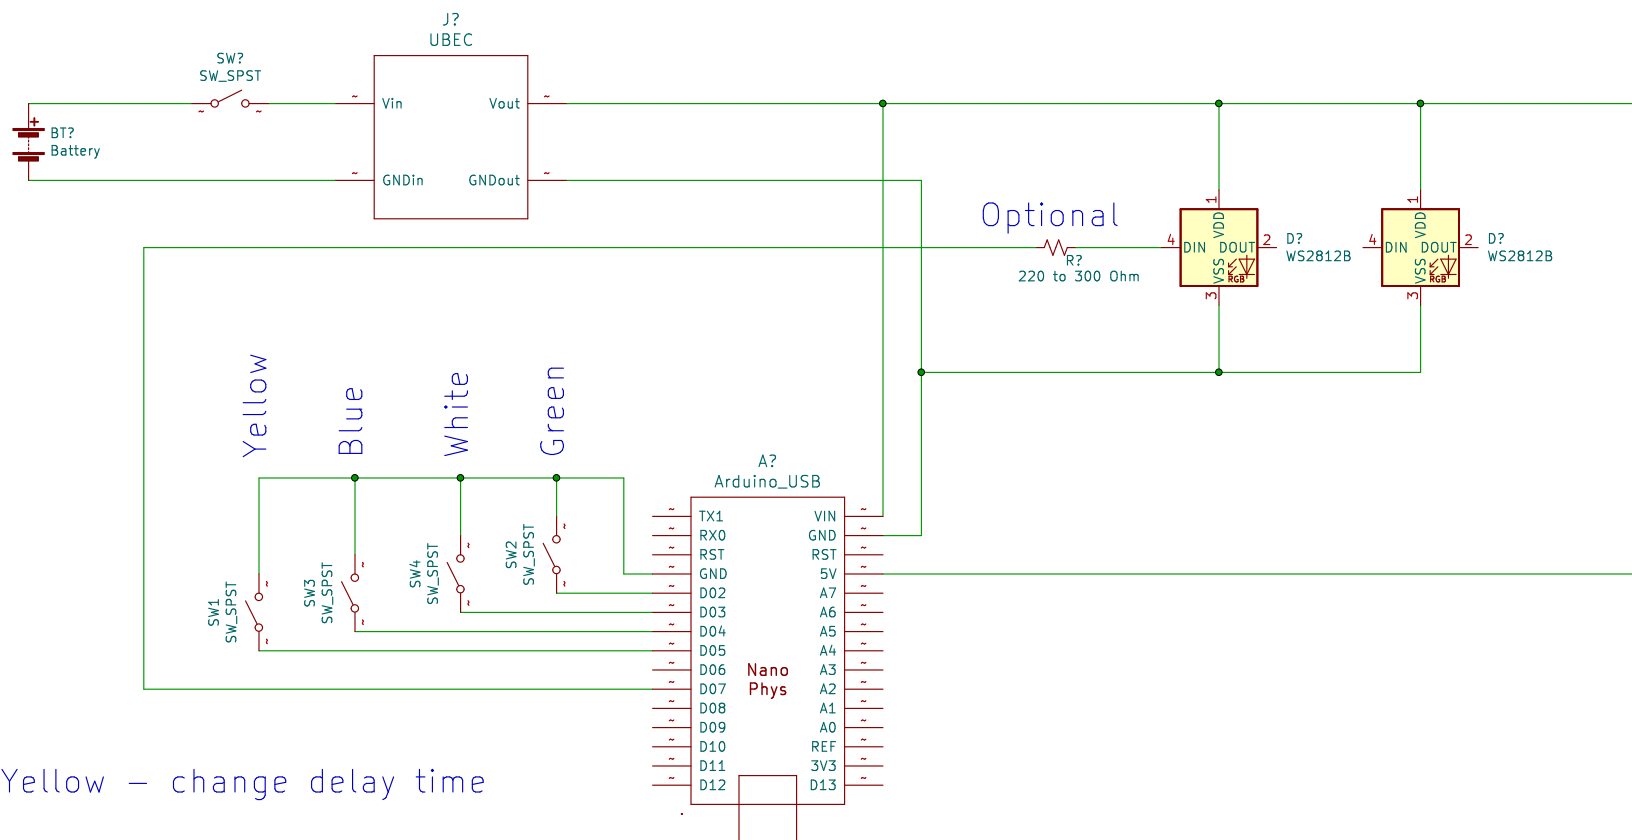 J?
UBEC
SW?
SW_SPST
~
~
~
Vin
Vout
~
+
BT?
Battery
~
GNDin
GNDout
~
Optional
1
VDD
4
DIN
DOUT
2
VSS
RGB
3
D?
WS2812B
1
VDD
4
DIN
DOUT
2
VSS
RGB
3
D?
WS2812B
R?
220 to 300 Ohm
Yellow
Blue
White
Green
SW1
SW_SPST
~
~
SW3
SW_SPST
~
~
SW4
SW_SPST
~
~
SW2
SW_SPST
~
~
A?
Arduino_USB
~ TX1 VIN ~
~ RX0 GND ~
~ RST RST ~
~ GND 5V ~
~ D02 A7 ~
~ D03 A6 ~
~ D04 A5 ~
~ D05 A4 ~
~ D06 Nano A3 ~
~ D07 Phys A2 ~
~ D08 A1 ~
~ D09 A0 ~
~ D10 REF ~
~ D11 3V3 ~
~ D12 D13 ~
Yellow - change delay time